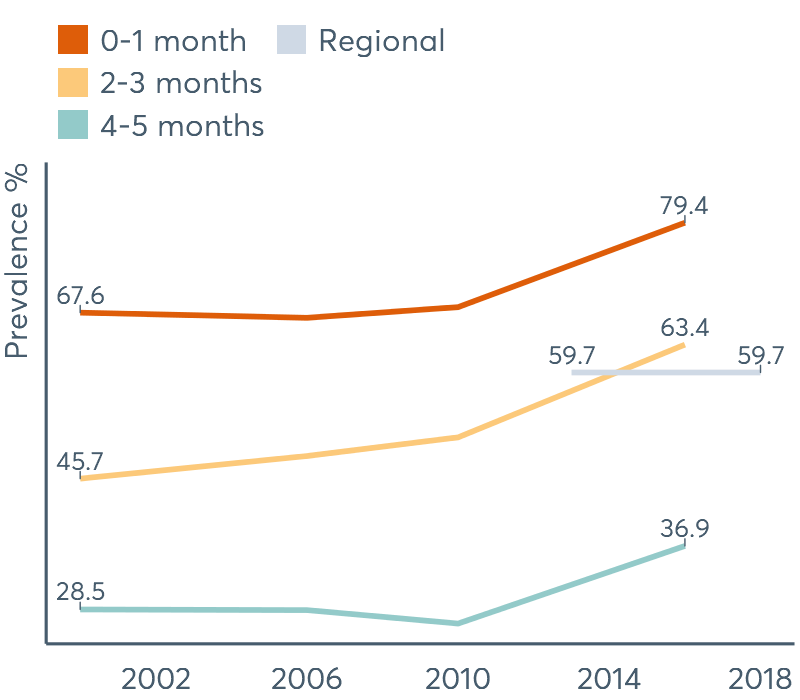 0-1 month
Regional
2-3 months
4-5 months
Prevalence %
79.4
67.6
63.4
59.7
59.7
45.7
36.9
28.5
2002
2006
2010
2014
2018